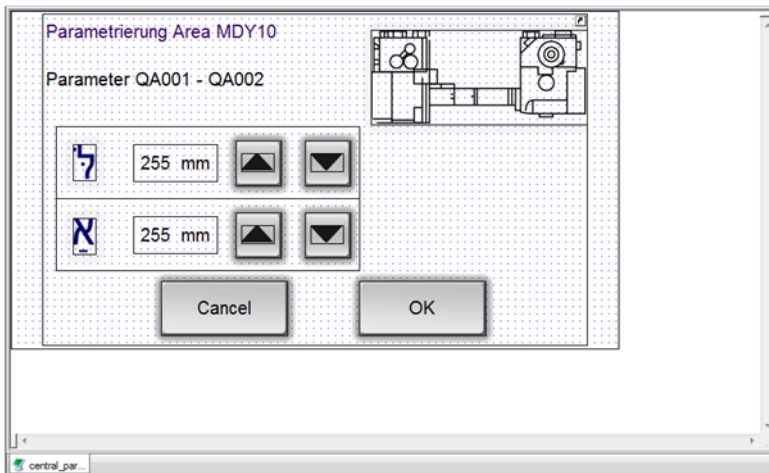 Parametrierung Area MDY10
Parameter QA001 - QA002
לּ 255 mm
אַ 255 mm
Cancel OK
central_par...